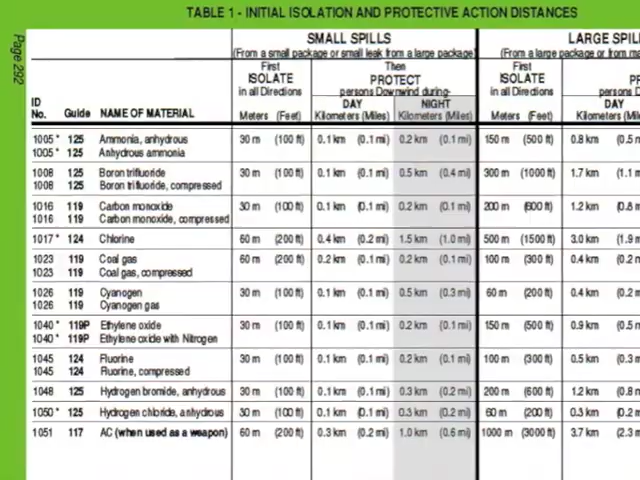 TABLE 1 - INITIAL ISOLATION AND PROTECTIVE ACTION DISTANCES
Page 292
SMALL SPILLS
(From a small package or small leak from a large package)
LARGE SPIL
(From a large package or from ma
First
ISOLATE
in all Directions
Then
PROTECT
persons Downwind during-
First
ISOLATE
in all Directions
persons D
ID
No. Guide NAME OF MATERIAL
DAY NIGHT DAY
Meters (Feet) Kilometers (Miles) Kilometers (Miles) Meters (Feet) Kilometers (Mile
1005* 125 Ammonia, anhydrous 30 m (100 ft) 0.1 km (0.1 mi) 0.2 km (0.1 mi) 150 m (500 ft) 0.8 km (0.5 m
1005* 125 Anhydrous ammonia
1008 125 Boron trifluoride 30 m (100 ft) 0.1 km (0.1 mi) 0.5 km (0.4 mi) 300 m (1000 ft) 1.7 km (1.1 m
1008 125 Boron trifluoride, compressed
1016 119 Carbon monoxide 30 m (100 ft) 0.1 km (0.1 mi) 0.2 km (0.1 mi) 200 m (600 ft) 1.2 km (0.8 m
1016 119 Carbon monoxide, compressed
1017* 124 Chlorine 60 m (200 ft) 0.4 km (0.2 mi) 1.5 km (1.0 mi) 500 m (1500 ft) 3.0 km (1.9 m
1023 119 Coal gas 60 m (200 ft) 0.2 km (0.1 mi) 0.2 km (0.1 mi) 100 m (300 ft) 0.4 km (0.2 m
1023 119 Coal gas, compressed
1026 119 Cyanogen 30 m (100 ft) 0.1 km (0.1 mi) 0.5 km (0.3 mi) 60 m (200 ft) 0.4 km (0.2 m
1026 119 Cyanogen gas
1040* 119P Ethylene oxide 30 m (100 ft) 0.1 km (0.1 mi) 0.2 km (0.1 mi) 150 m (500 ft) 0.9 km (0.5 m
1040* 119P Ethylene oxide with Nitrogen
1045 124 Fluorine 30 m (100 ft) 0.1 km (0.1 mi) 0.2 km (0.1 mi) 100 m (300 ft) 0.5 km (0.3 m
1045 124 Fluorine, compressed
1048 125 Hydrogen bromide, anhydrous 30 m (100 ft) 0.1 km (0.1 mi) 0.3 km (0.2 mi) 200 m (600 ft) 1.2 km (0.8 m
1050* 125 Hydrogen chloride, anhydrous 30 m (100 ft) 0.1 km (0.1 mi) 0.3 km (0.2 mi) 60 m (200 ft) 0.3 km (0.2 m
1051 117 AC (when used as a weapon) 60 m (200 ft) 0.3 km (0.2 mi) 1.0 km (0.6 mi) 1000 m (3000 ft) 3.7 km (2.3 m